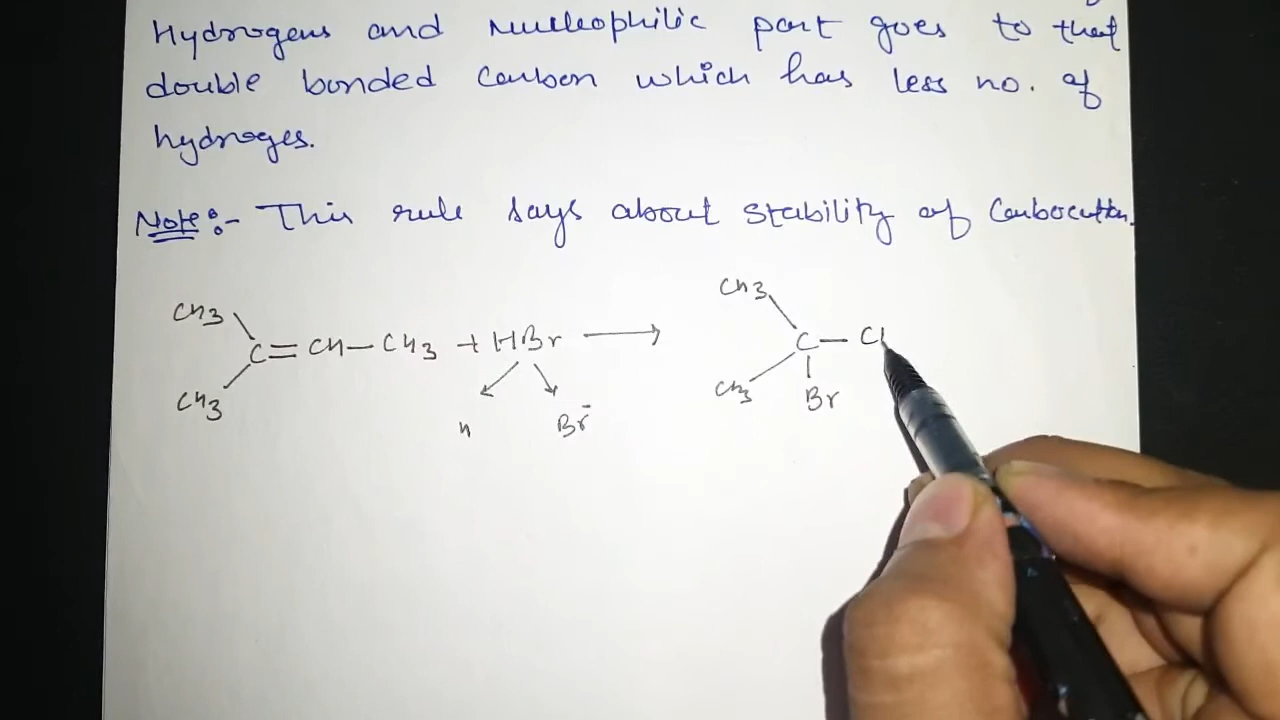 Hydrogens and nucleophilic part goes to that
double bonded Carbon which has less no. of
hydroges.
Note:- This rule says about stability of Carbocation.
CH3
C=CH-CH3 + HBr ⟶
CH3
H Br⁻
CH3
C-Cl
CH3
Br